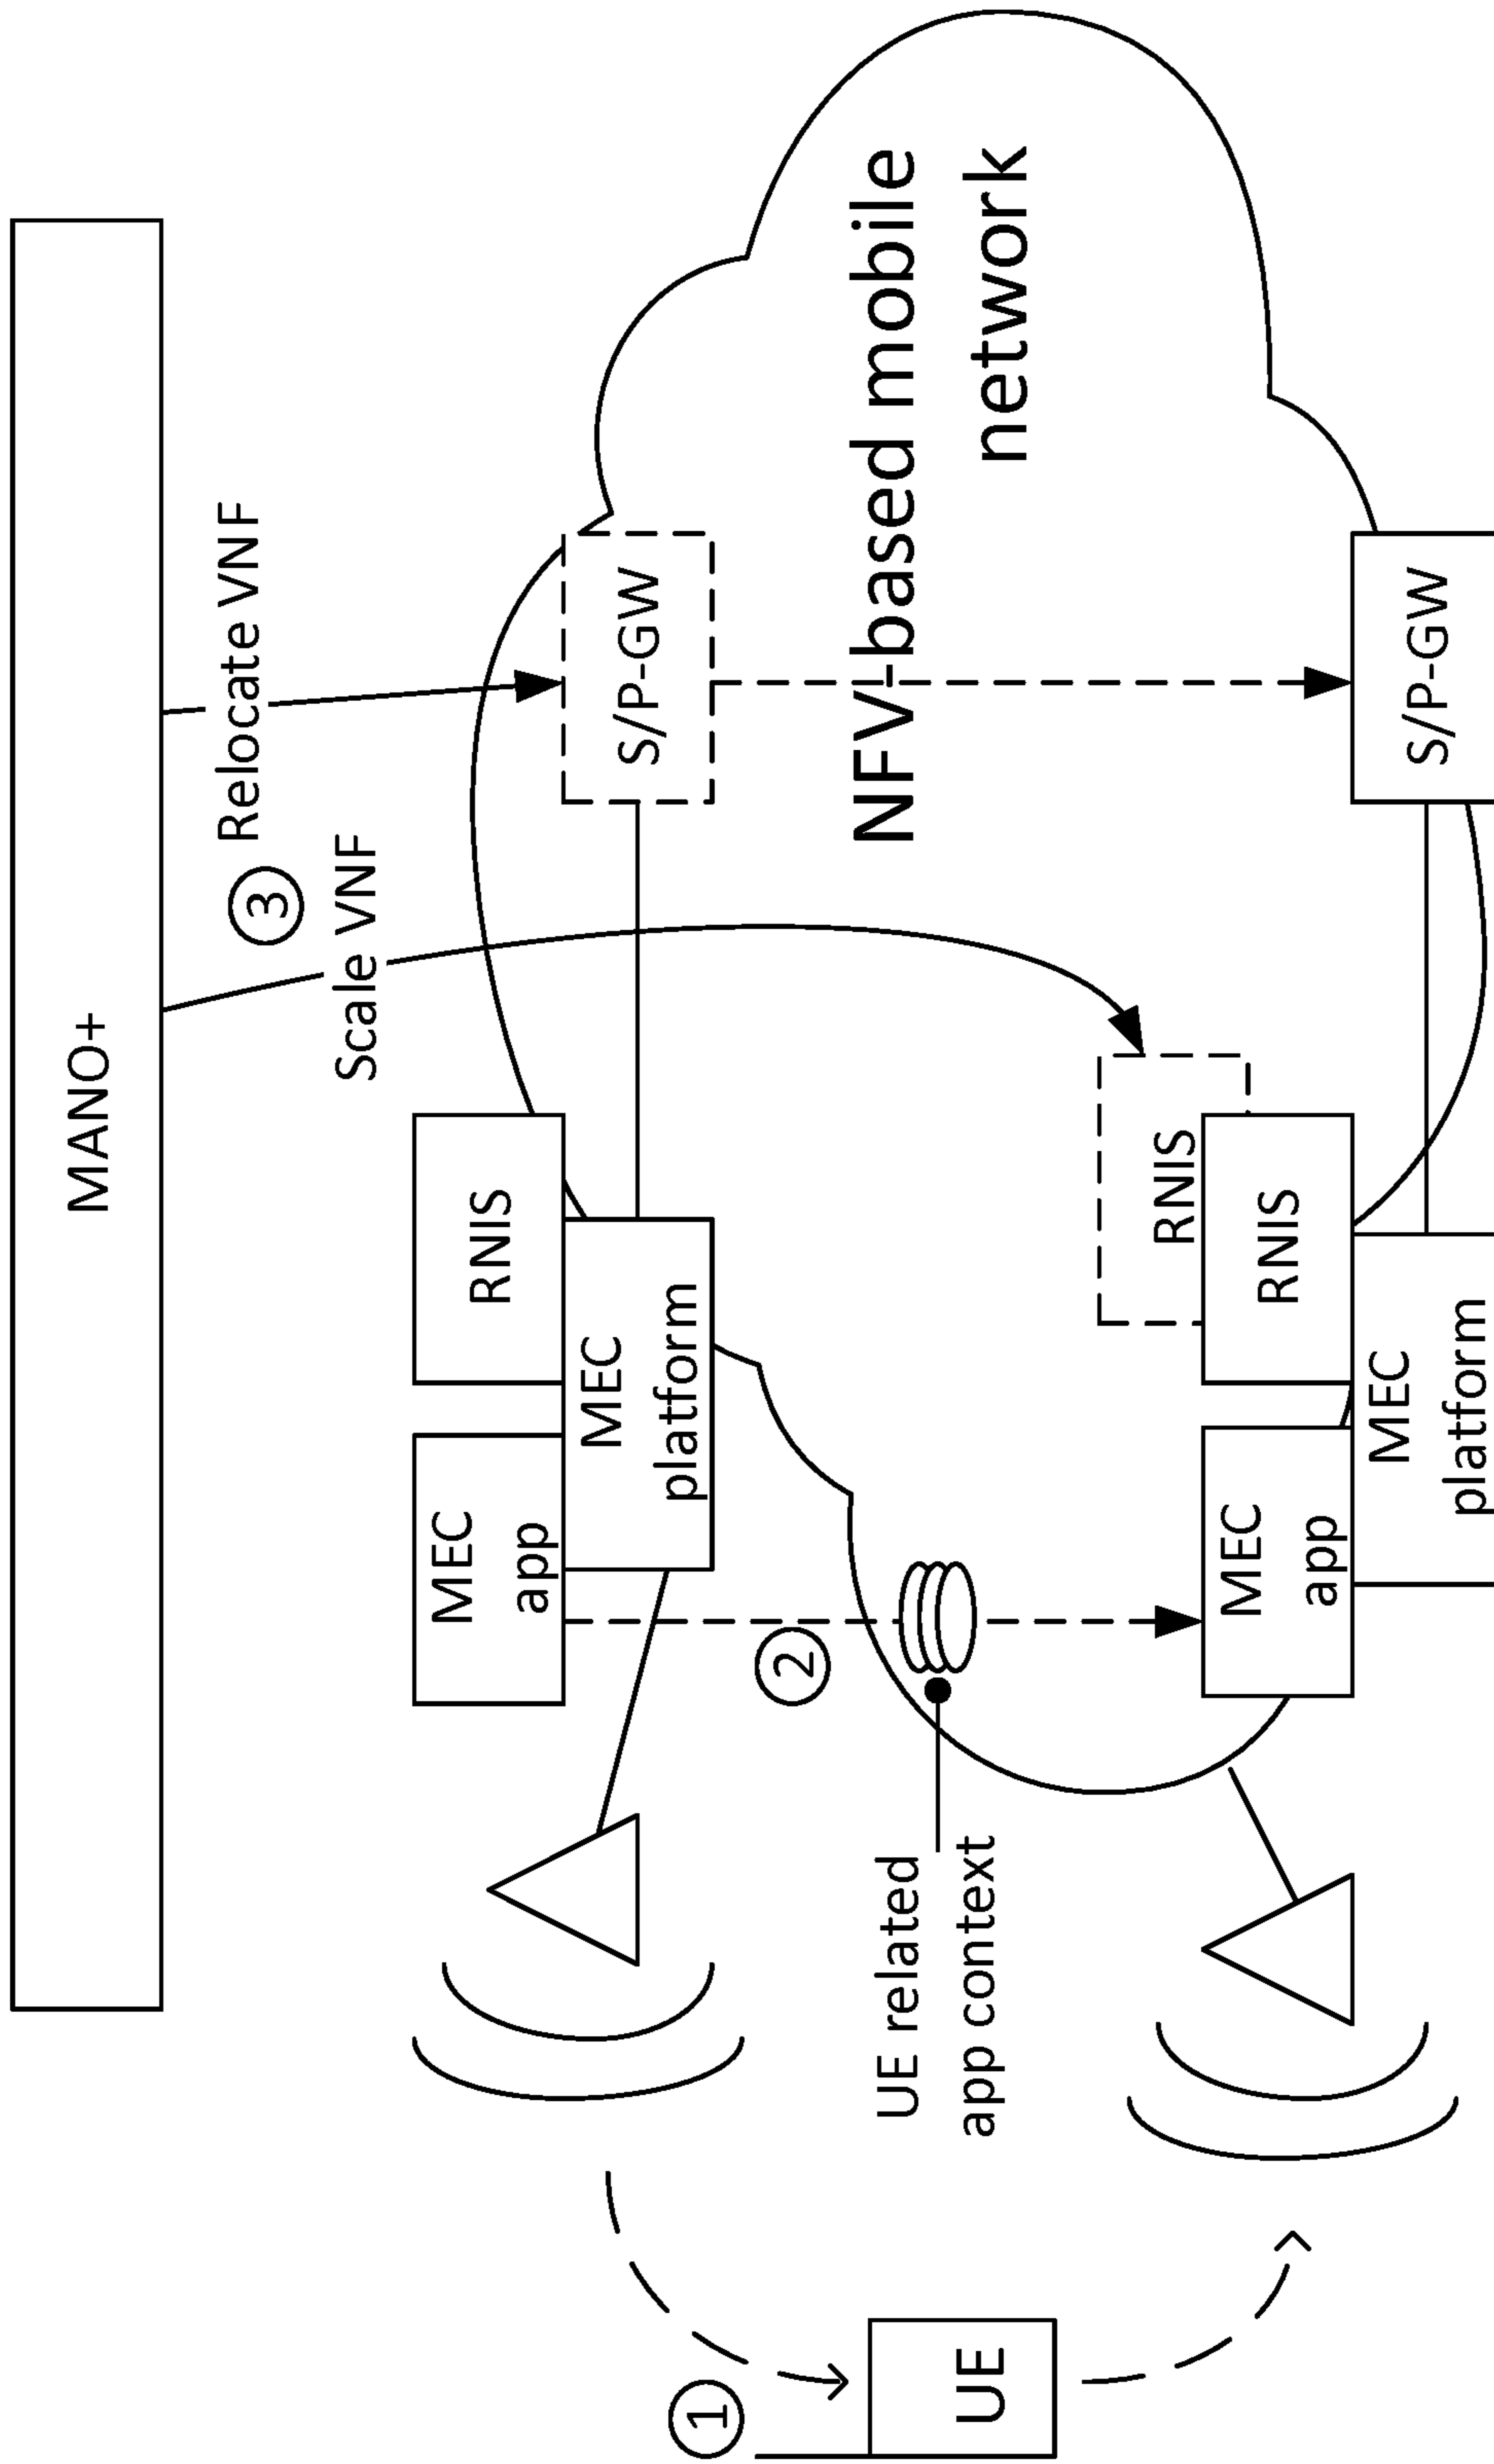 MANO+
3
Relocate VNF
Scale VNF
MEC
app
RNIS
MEC
platform
S/P-GW
NFV-based mobile
network
2
UE related
app context
1
UE
RNIS
MEC
app
RNIS
MEC
platform
S/P-GW